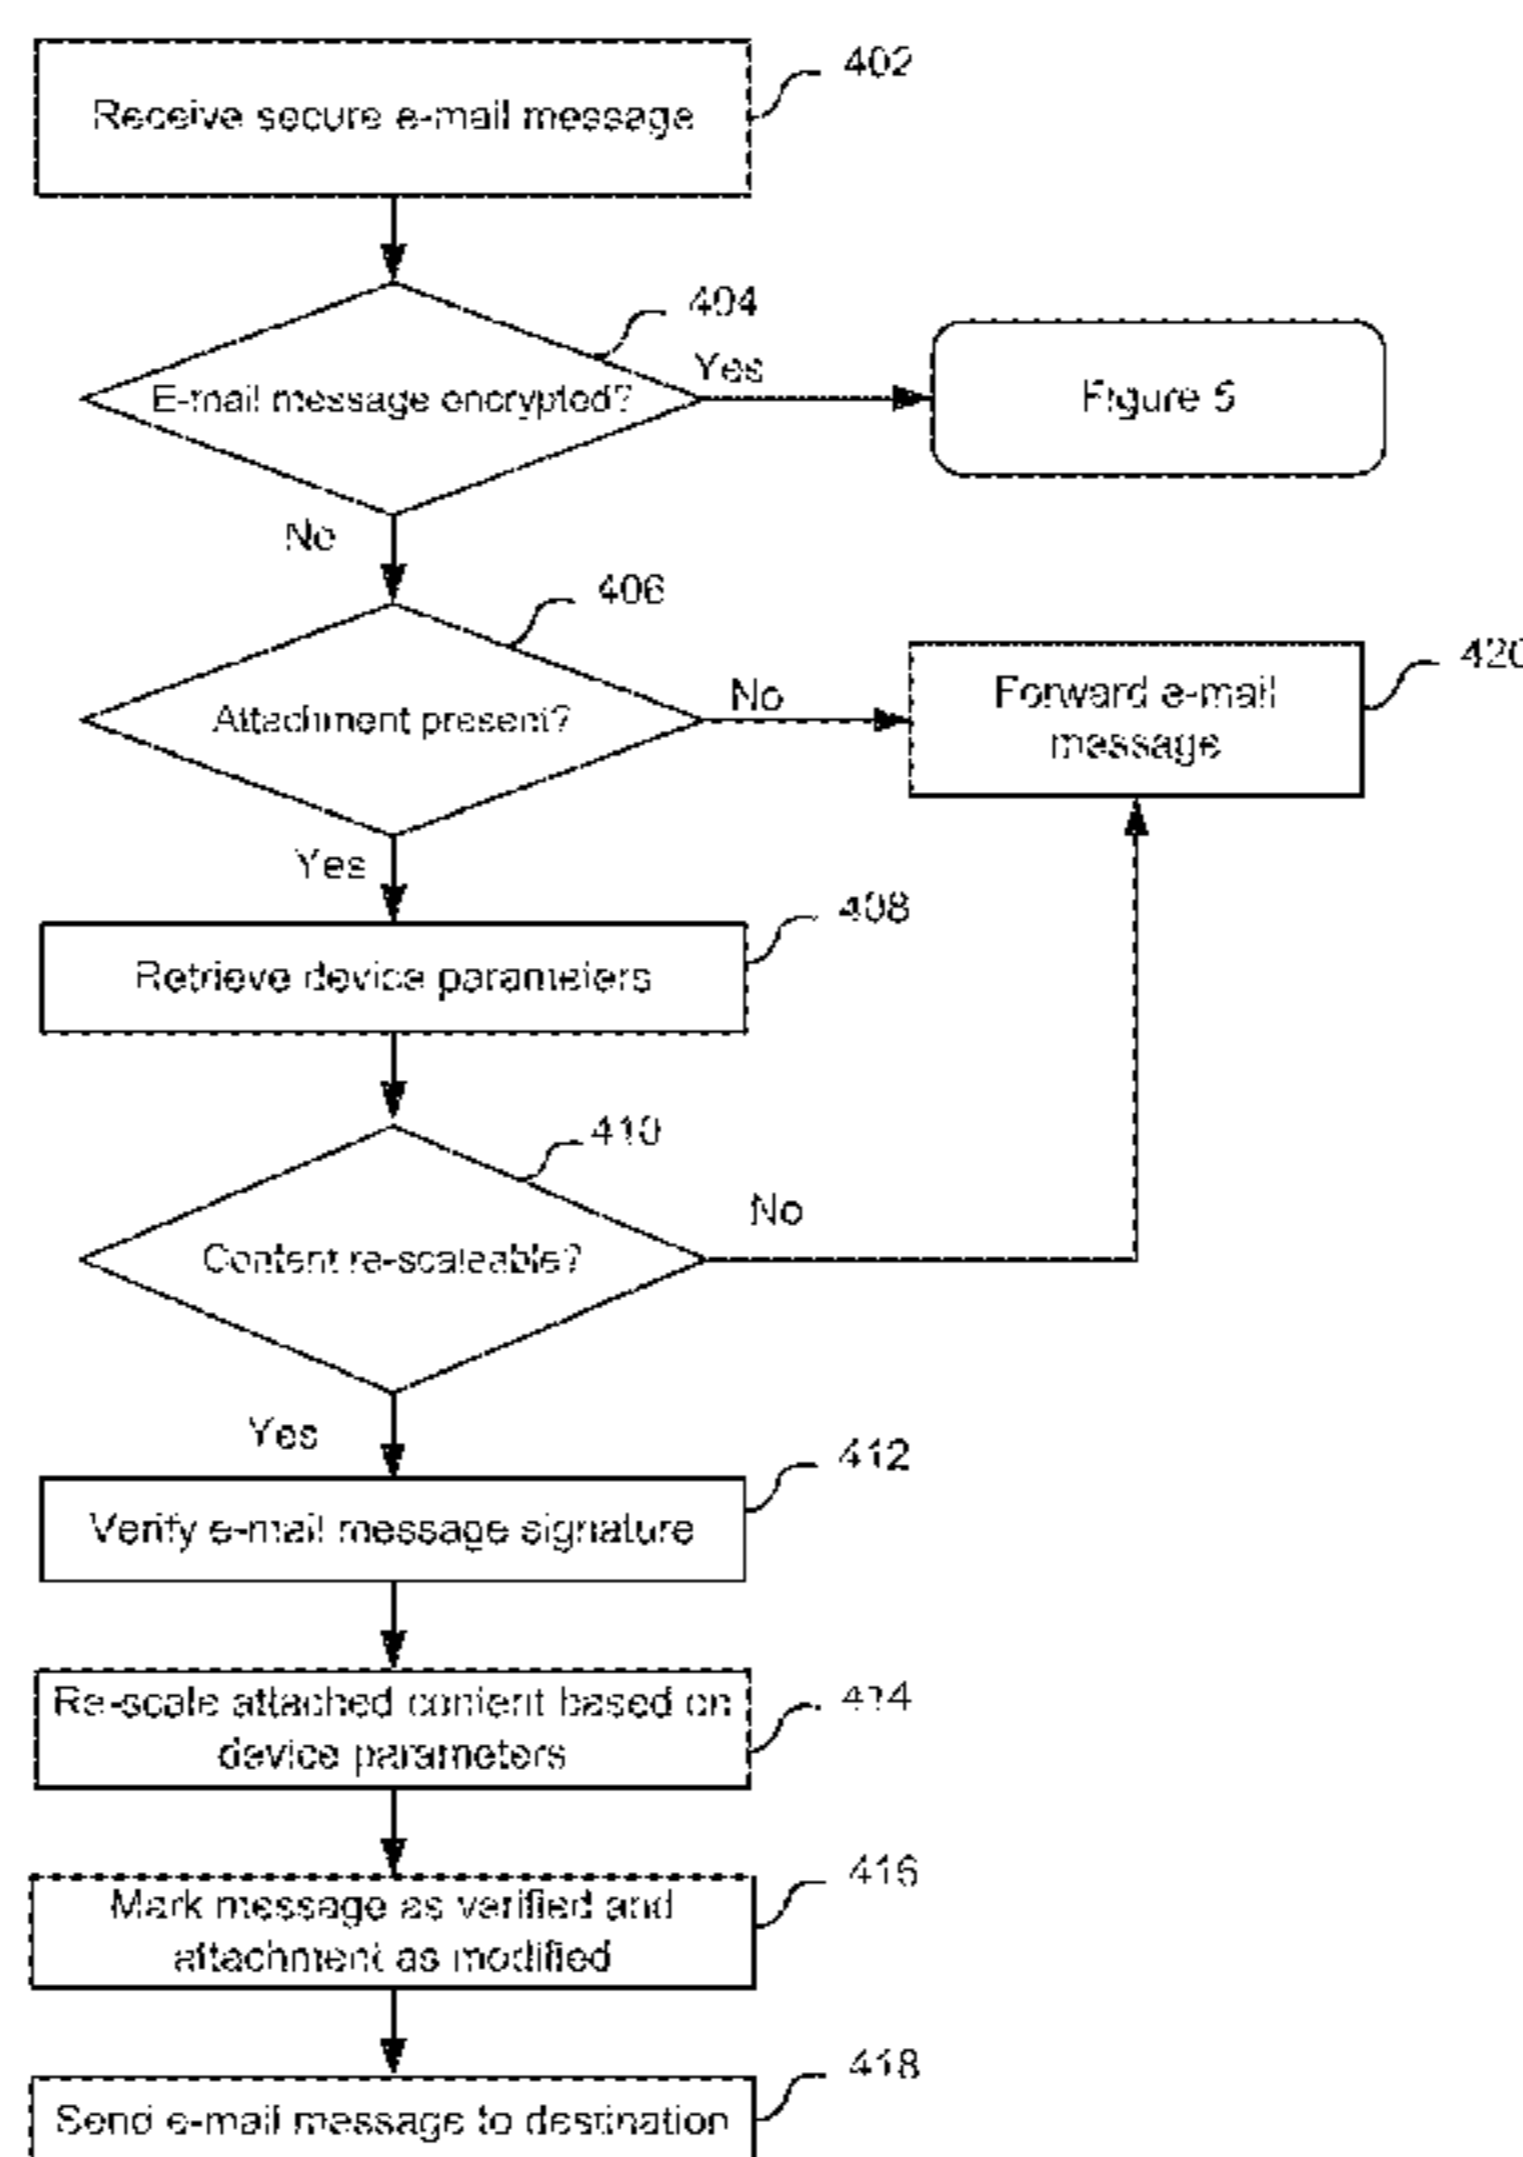 Receive secure e-mail message
402
E-mail message encrypted?
404
Yes
Figure 5
No
Attachment present?
406
No
Forward e-mail
message
420
Yes
Retrieve device parameters
408
Content re-scaleable?
410
No
Yes
Verify e-mail message signature
412
Re-scale attached content based on
device parameters
414
Mark message as verified and
attachment as modified
416
Send e-mail message to destination
418